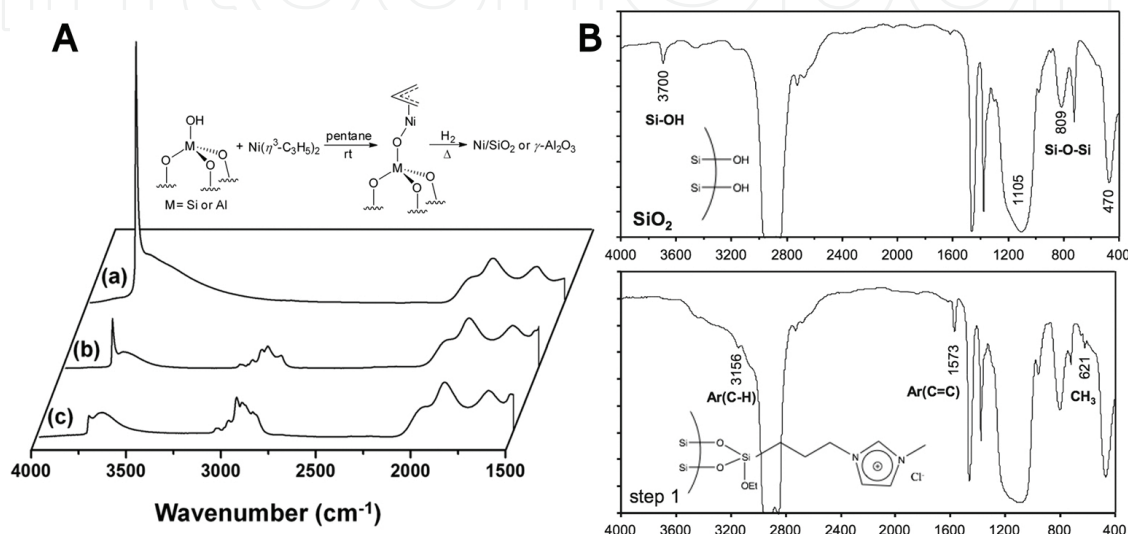 A
OH
M
O
O
O
M= Si or Al
+ Ni(η³-C₃H₅)₂
pentane
rt
Ni
O
O
M
O
O
O
H₂
Δ
Ni/SiO₂ or γ-Al₂O₃
(a)
(b)
(c)
4000 3500 3000 2500 2000 1500
Wavenumber (cm⁻¹)
B
3700
Si-OH
Si OH
Si OH
SiO₂
1105
809
Si-O-Si
470
4000 3600 3200 2800 2400 2000 1600 1200 800 400
3156
Ar(C-H)
1573
Ar(C=C)
621
CH₃
Si O
Si O
Si
OEt
N
N
⊕
Cl⁻
step 1
4000 3600 3200 2800 2400 2000 1600 1200 800 400